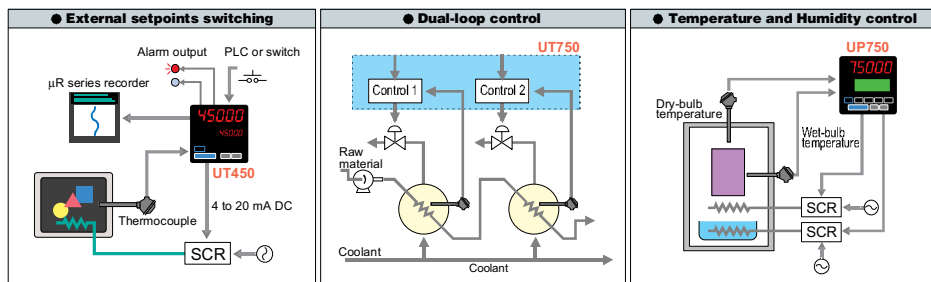 ● External setpoints switching
Alarm output
PLC or switch
μR series recorder
45000
45000
UT450
Thermocouple
4 to 20 mA DC
SCR
● Dual-loop control
UT750
Control 1
Control 2
Raw
material
Coolant
Coolant
● Temperature and Humidity control
UP750
75000
Dry-bulb
temperature
Wet-bulb
temperature
SCR
SCR